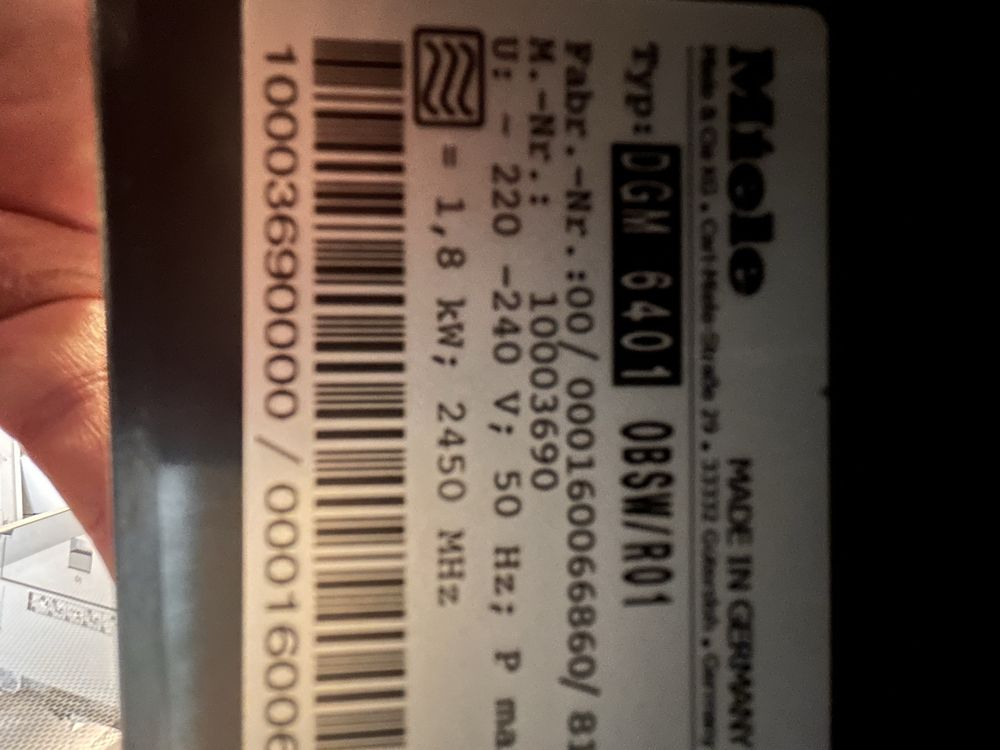 Miele
MADE IN GERMANY
Miele & Cie KG . Carl-Miele-Straße 29 . 33332 Gütersloh . Germany
Typ: DGM 6401 OBSW/R01
Fabr.-Nr.:00/000160066860/ 81
M.-Nr.: 10003690
U: ~ 220 -240 V; 50 Hz; P ma
= 1,8 kW; 2450 MHz
10003690000 / 0001600